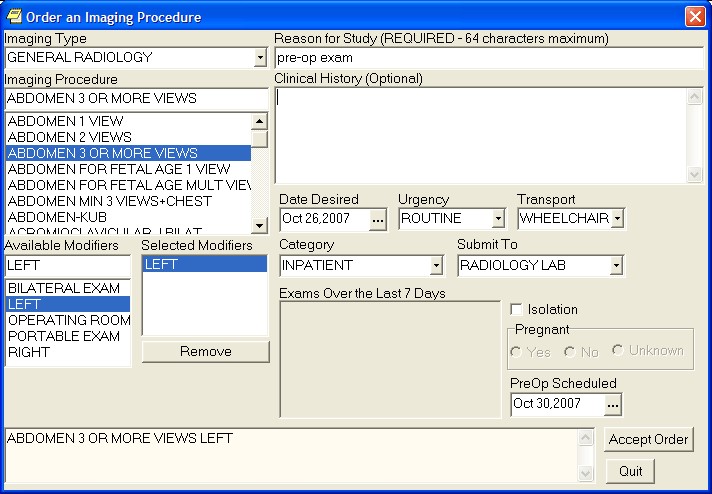 Order an Imaging Procedure
Imaging Type
GENERAL RADIOLOGY
Reason for Study (REQUIRED - 64 characters maximum)
pre-op exam
Imaging Procedure
ABDOMEN 3 OR MORE VIEWS
ABDOMEN 1 VIEW
ABDOMEN 2 VIEWS
ABDOMEN 3 OR MORE VIEWS
ABDOMEN FOR FETAL AGE 1 VIEW
ABDOMEN FOR FETAL AGE MULT VIEV
ABDOMEN MIN 3 VIEWS+CHEST
ABDOMEN-KUB
ACROMIOCLAVICULAR J BILAT
Clinical History (Optional)
Date Desired
Oct 26,2007 ...
Urgency
ROUTINE
Transport
WHEELCHAIR
Available Modifiers
LEFT
BILATERAL EXAM
LEFT
OPERATING ROOM
PORTABLE EXAM
RIGHT
Selected Modifiers
LEFT
Remove
Category
INPATIENT
Submit To
RADIOLOGY LAB
Exams Over the Last 7 Days
Isolation
Pregnant
Yes No Unknown
PreOp Scheduled
Oct 30,2007 ...
ABDOMEN 3 OR MORE VIEWS LEFT
Accept Order
Quit